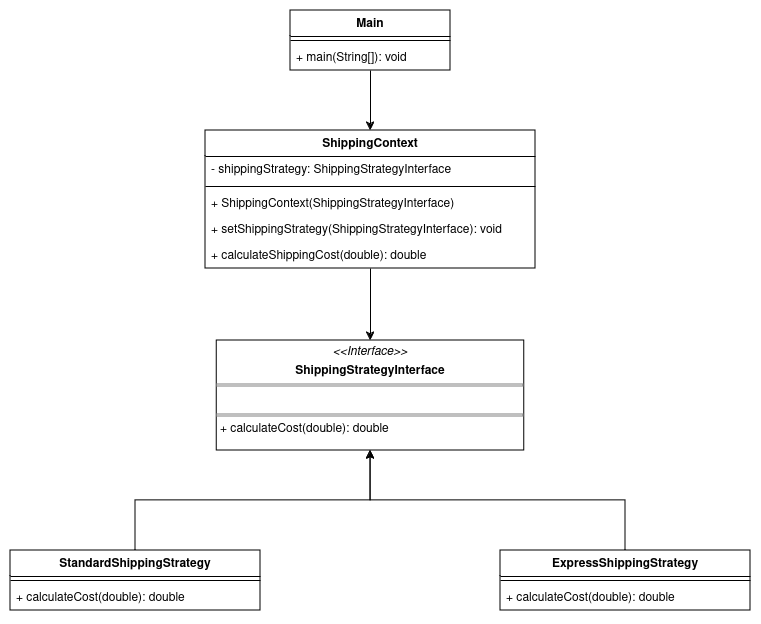 Main
+ main(String[]): void
ShippingContext
- shippingStrategy: ShippingStrategyInterface
+ ShippingContext(ShippingStrategyInterface)
+ setShippingStrategy(ShippingStrategyInterface): void
+ calculateShippingCost(double): double
<<Interface>>
ShippingStrategyInterface
+ calculateCost(double): double
StandardShippingStrategy
+ calculateCost(double): double
ExpressShippingStrategy
+ calculateCost(double): double